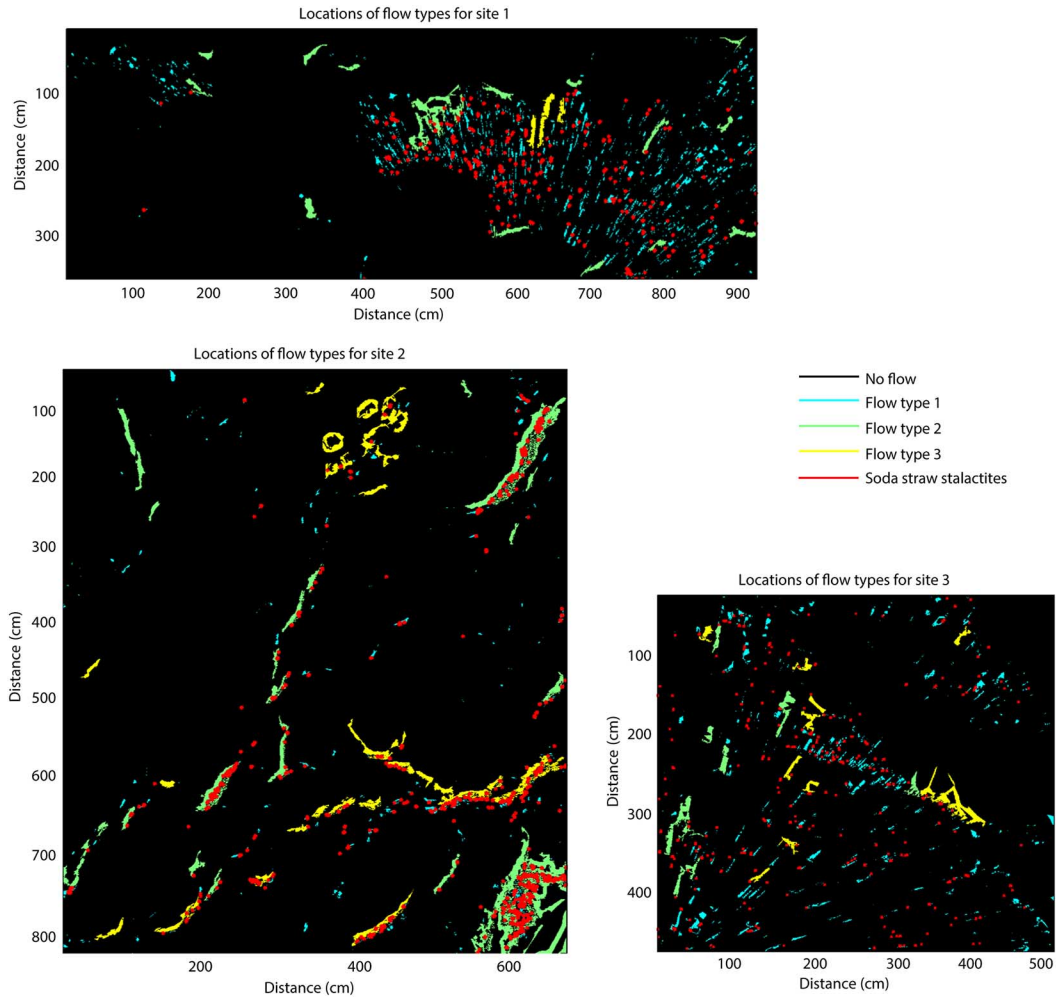 Locations of flow types for site 1
Distance (cm)
100
200
300
100 200 300 400 500 600 700 800 900
Distance (cm)
Locations of flow types for site 2
Distance (cm)
100
200
300
400
500
600
700
800
200 400 600
Distance (cm)
No flow
Flow type 1
Flow type 2
Flow type 3
Soda straw stalactites
Locations of flow types for site 3
Distance (cm)
100
200
300
400
100 200 300 400 500
Distance (cm)